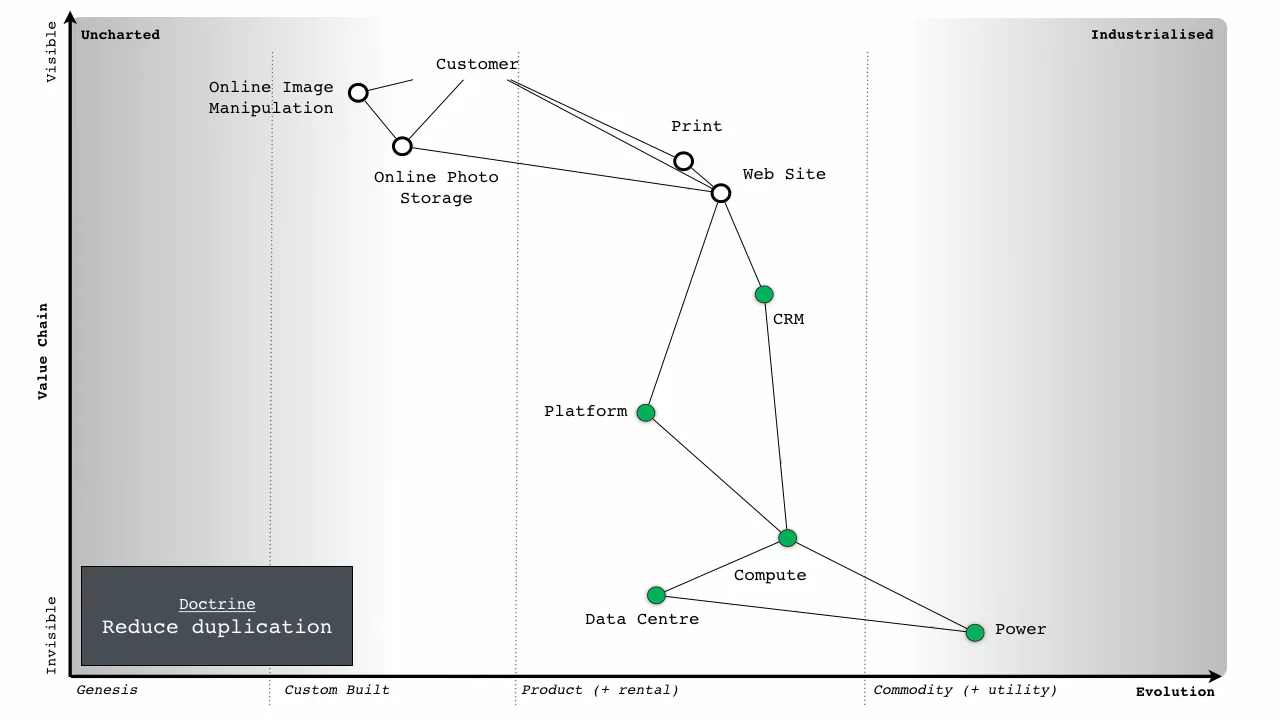 Visible
Uncharted
Industrialised
Customer
Online Image
Manipulation
Print
Online Photo
Storage
Web Site
CRM
Value Chain
Platform
Compute
Data Centre
Power
Doctrine
Reduce duplication
Invisible
Genesis
Custom Built
Product (+ rental)
Commodity (+ utility)
Evolution